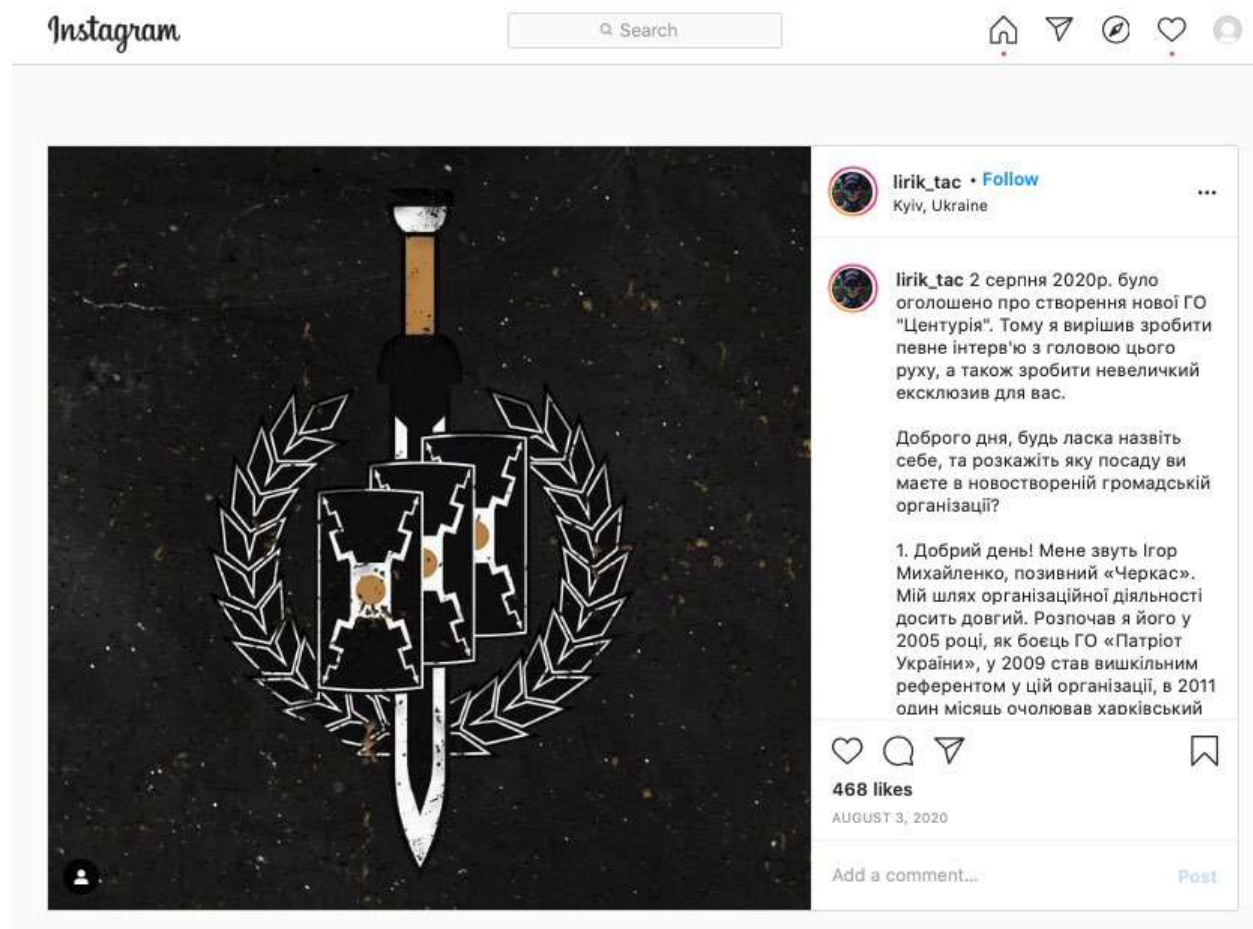 Instagram
Search
lirik_tac • Follow
Kyiv, Ukraine
lirik_tac 2 серпня 2020р. було
оголошено про створення нової ГО
"Центурія". Тому я вирішив зробити
певне інтерв'ю з головою цього
руху, а також зробити невеличкий
ексклюзив для вас.
Доброго дня, будь ласка назвіть
себе, та розкажіть яку посаду ви
маєте в новоствореній громадській
організації?
1. Добрий день! Мене звуть Ігор
Михайленко, позивний «Черкас».
Мій шлях організаційної діяльності
досить довгий. Розпочав я його у
2005 році, як боєць ГО «Патріот
України», у 2009 став вишкільним
референтом у цій організації, в 2011
один місяць очолював харківський
468 likes
AUGUST 3, 2020
Add a comment...
Post